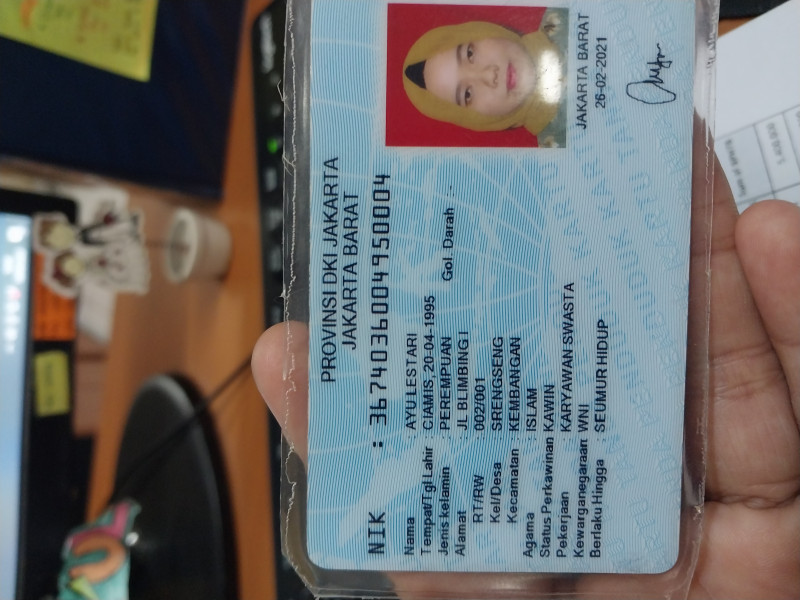 PROVINSI DKI JAKARTA
JAKARTA BARAT
NIK : 3674036004950004
Nama : AYU LESTARI
Tempat/Tgl Lahir : CIAMIS, 20-04-1995
Jenis kelamin : PEREMPUAN Gol. Darah : -
Alamat : JL BLIMBING I
RT/RW : 002/001
Kel/Desa : SRENGSENG
Kecamatan : KEMBANGAN
Agama : ISLAM
Status Perkawinan : KAWIN
Pekerjaan : KARYAWAN SWASTA
Kewarganegaraan : WNI
Berlaku Hingga : SEUMUR HIDUP
JAKARTA BARAT
26-02-2021